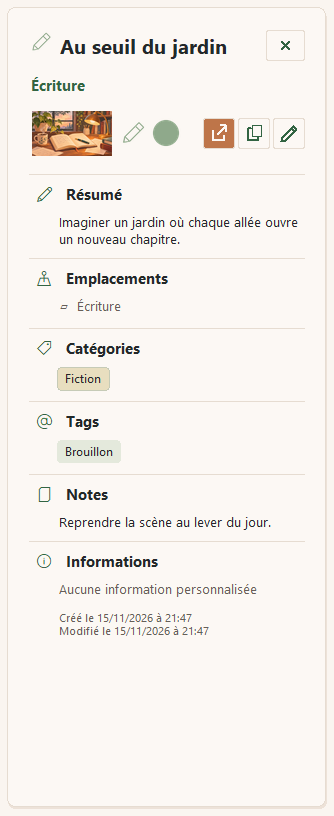 Au seuil du jardin
Écriture
Résumé
Imaginer un jardin où chaque allée ouvre
un nouveau chapitre.
Emplacements
Écriture
Catégories
Fiction
Tags
Brouillon
Notes
Reprendre la scène au lever du jour.
Informations
Aucune information personnalisée
Créé le 15/11/2026 à 21:47
Modifié le 15/11/2026 à 21:47